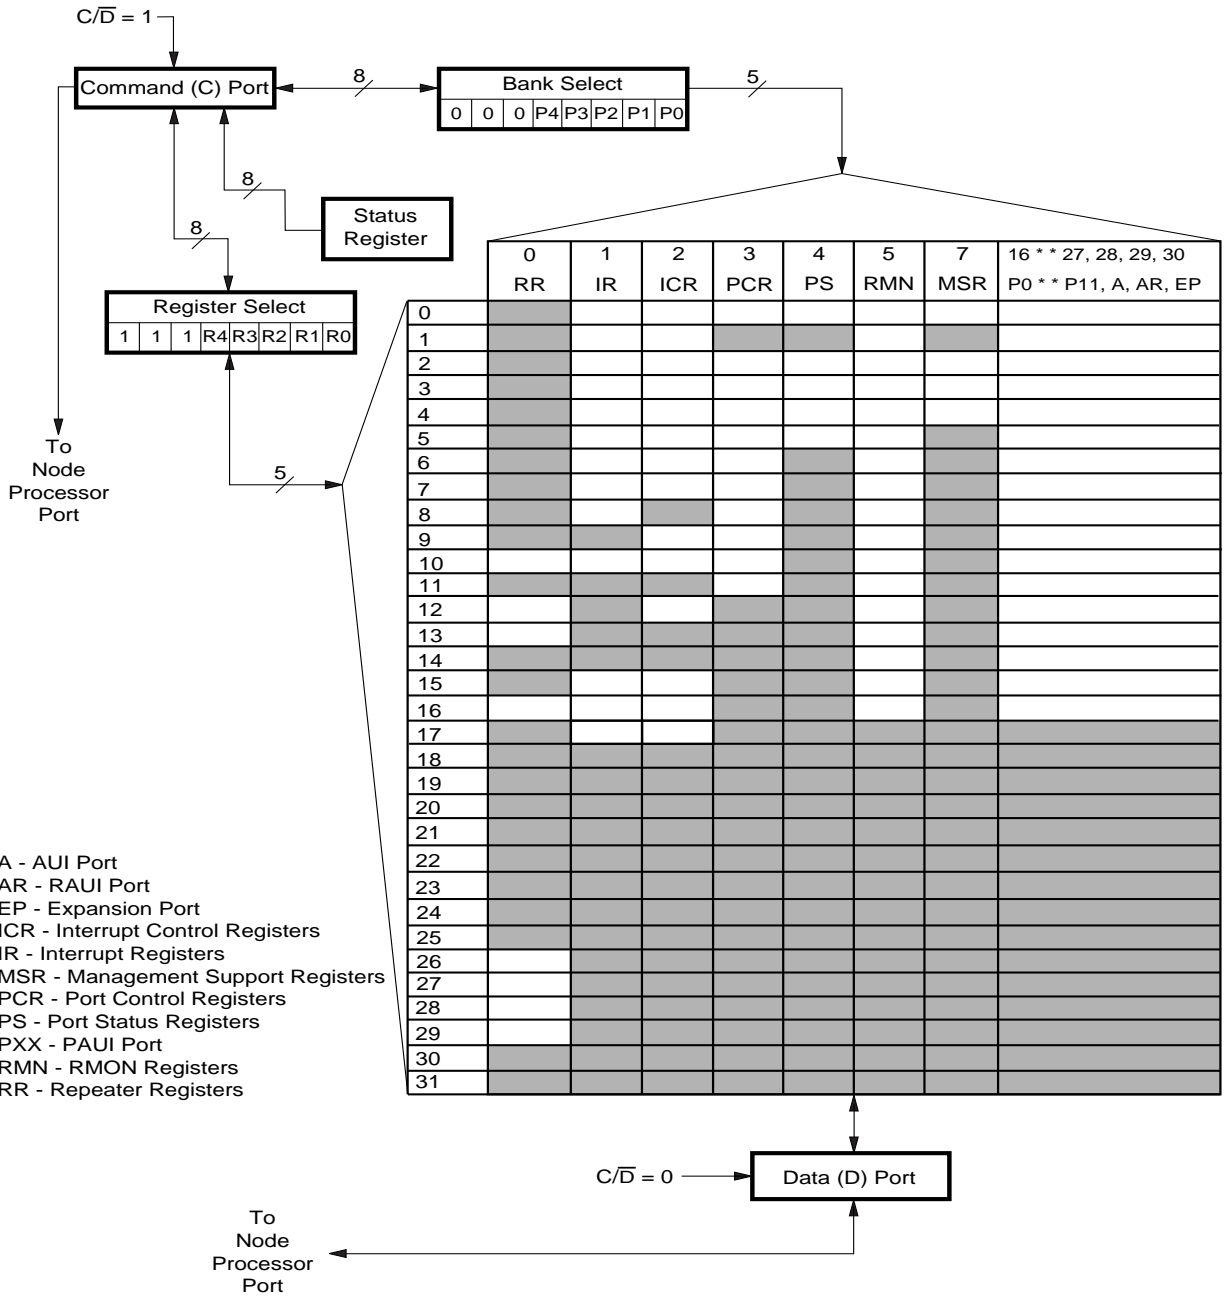 C/D̅ = 1
Command (C) Port
8
Bank Select
0 0 0 P4 P3 P2 P1 P0
5
8
Status
Register
8
Register Select
1 1 1 R4 R3 R2 R1 R0
To
Node
Processor
Port
5
0 1 2 3 4 5 7 16 * * 27, 28, 29, 30
RR IR ICR PCR PS RMN MSR P0 * * P11, A, AR, EP
0
1
2
3
4
5
6
7
8
9
10
11
12
13
14
15
16
17
18
19
20
21
22
23
24
25
26
27
28
29
30
31
A - AUI Port
AR - RAUI Port
EP - Expansion Port
ICR - Interrupt Control Registers
IR - Interrupt Registers
MSR - Management Support Registers
PCR - Port Control Registers
PS - Port Status Registers
PXX - PAUI Port
RMN - RMON Registers
RR - Repeater Registers
C/D̅ = 0
Data (D) Port
To
Node
Processor
Port